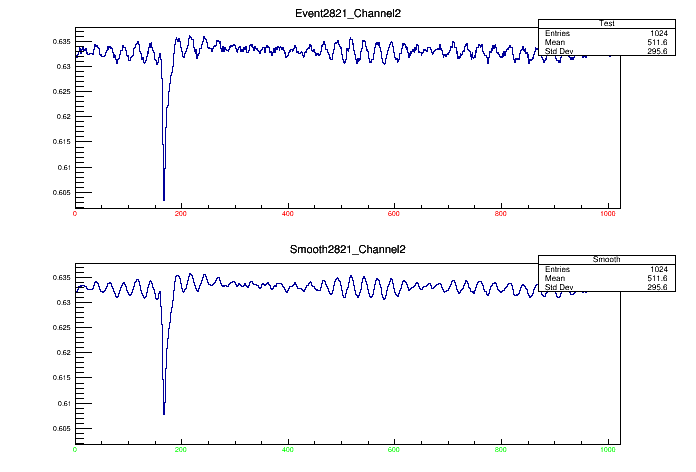 Event2821_Channel2
Test
Entries 1024
Mean 511.6
Std Dev 295.6
0.635
0.63
0.625
0.62
0.615
0.61
0.605
0 200 400 600 800 1000
Smooth2821_Channel2
Smooth
Entries 1024
Mean 511.6
Std Dev 295.6
0.635
0.63
0.625
0.62
0.615
0.61
0.605
0 200 400 600 800 1000